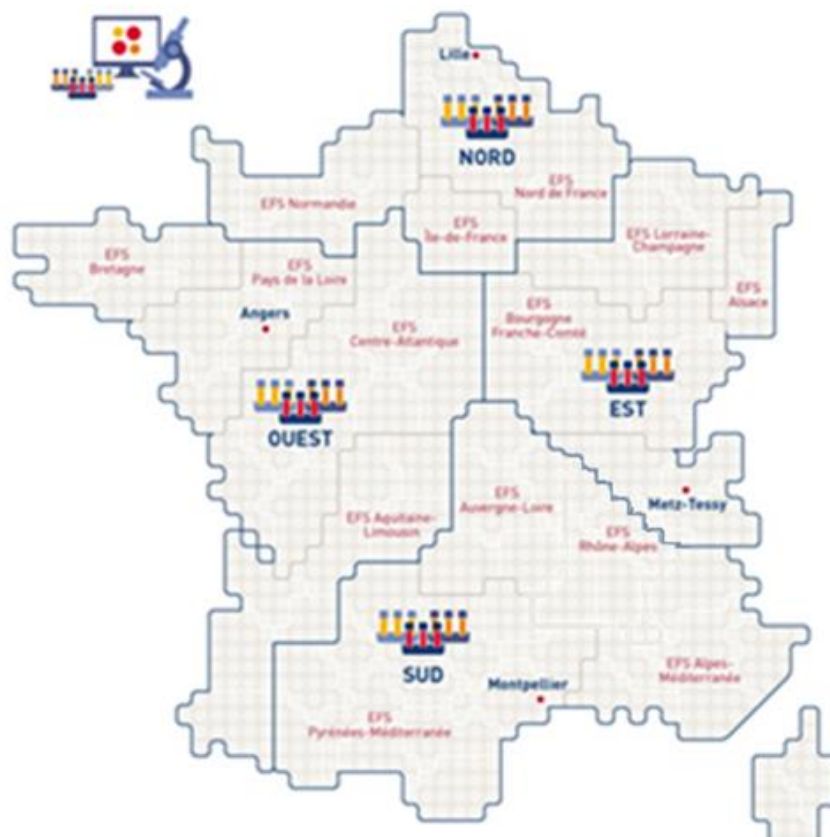 Lille
NORD
EFS
Nord de France
EFS Normandie
EFS
Île-de-France
EFS Lorraine-
Champagne
EFS
Bretagne
EFS
Pays de la Loire
EFS
Alsace
Angers
EFS
Centre-Atlantique
EFS
Bourgogne
Franche-Comté
OUEST
EST
EFS Aquitaine-
Limousin
EFS
Auvergne-Loire
Metz-Tessy
EFS
Rhône-Alpes
SUD
Montpellier
EFS Alpes-
Méditerranée
EFS
Pyrénées-Méditerranée